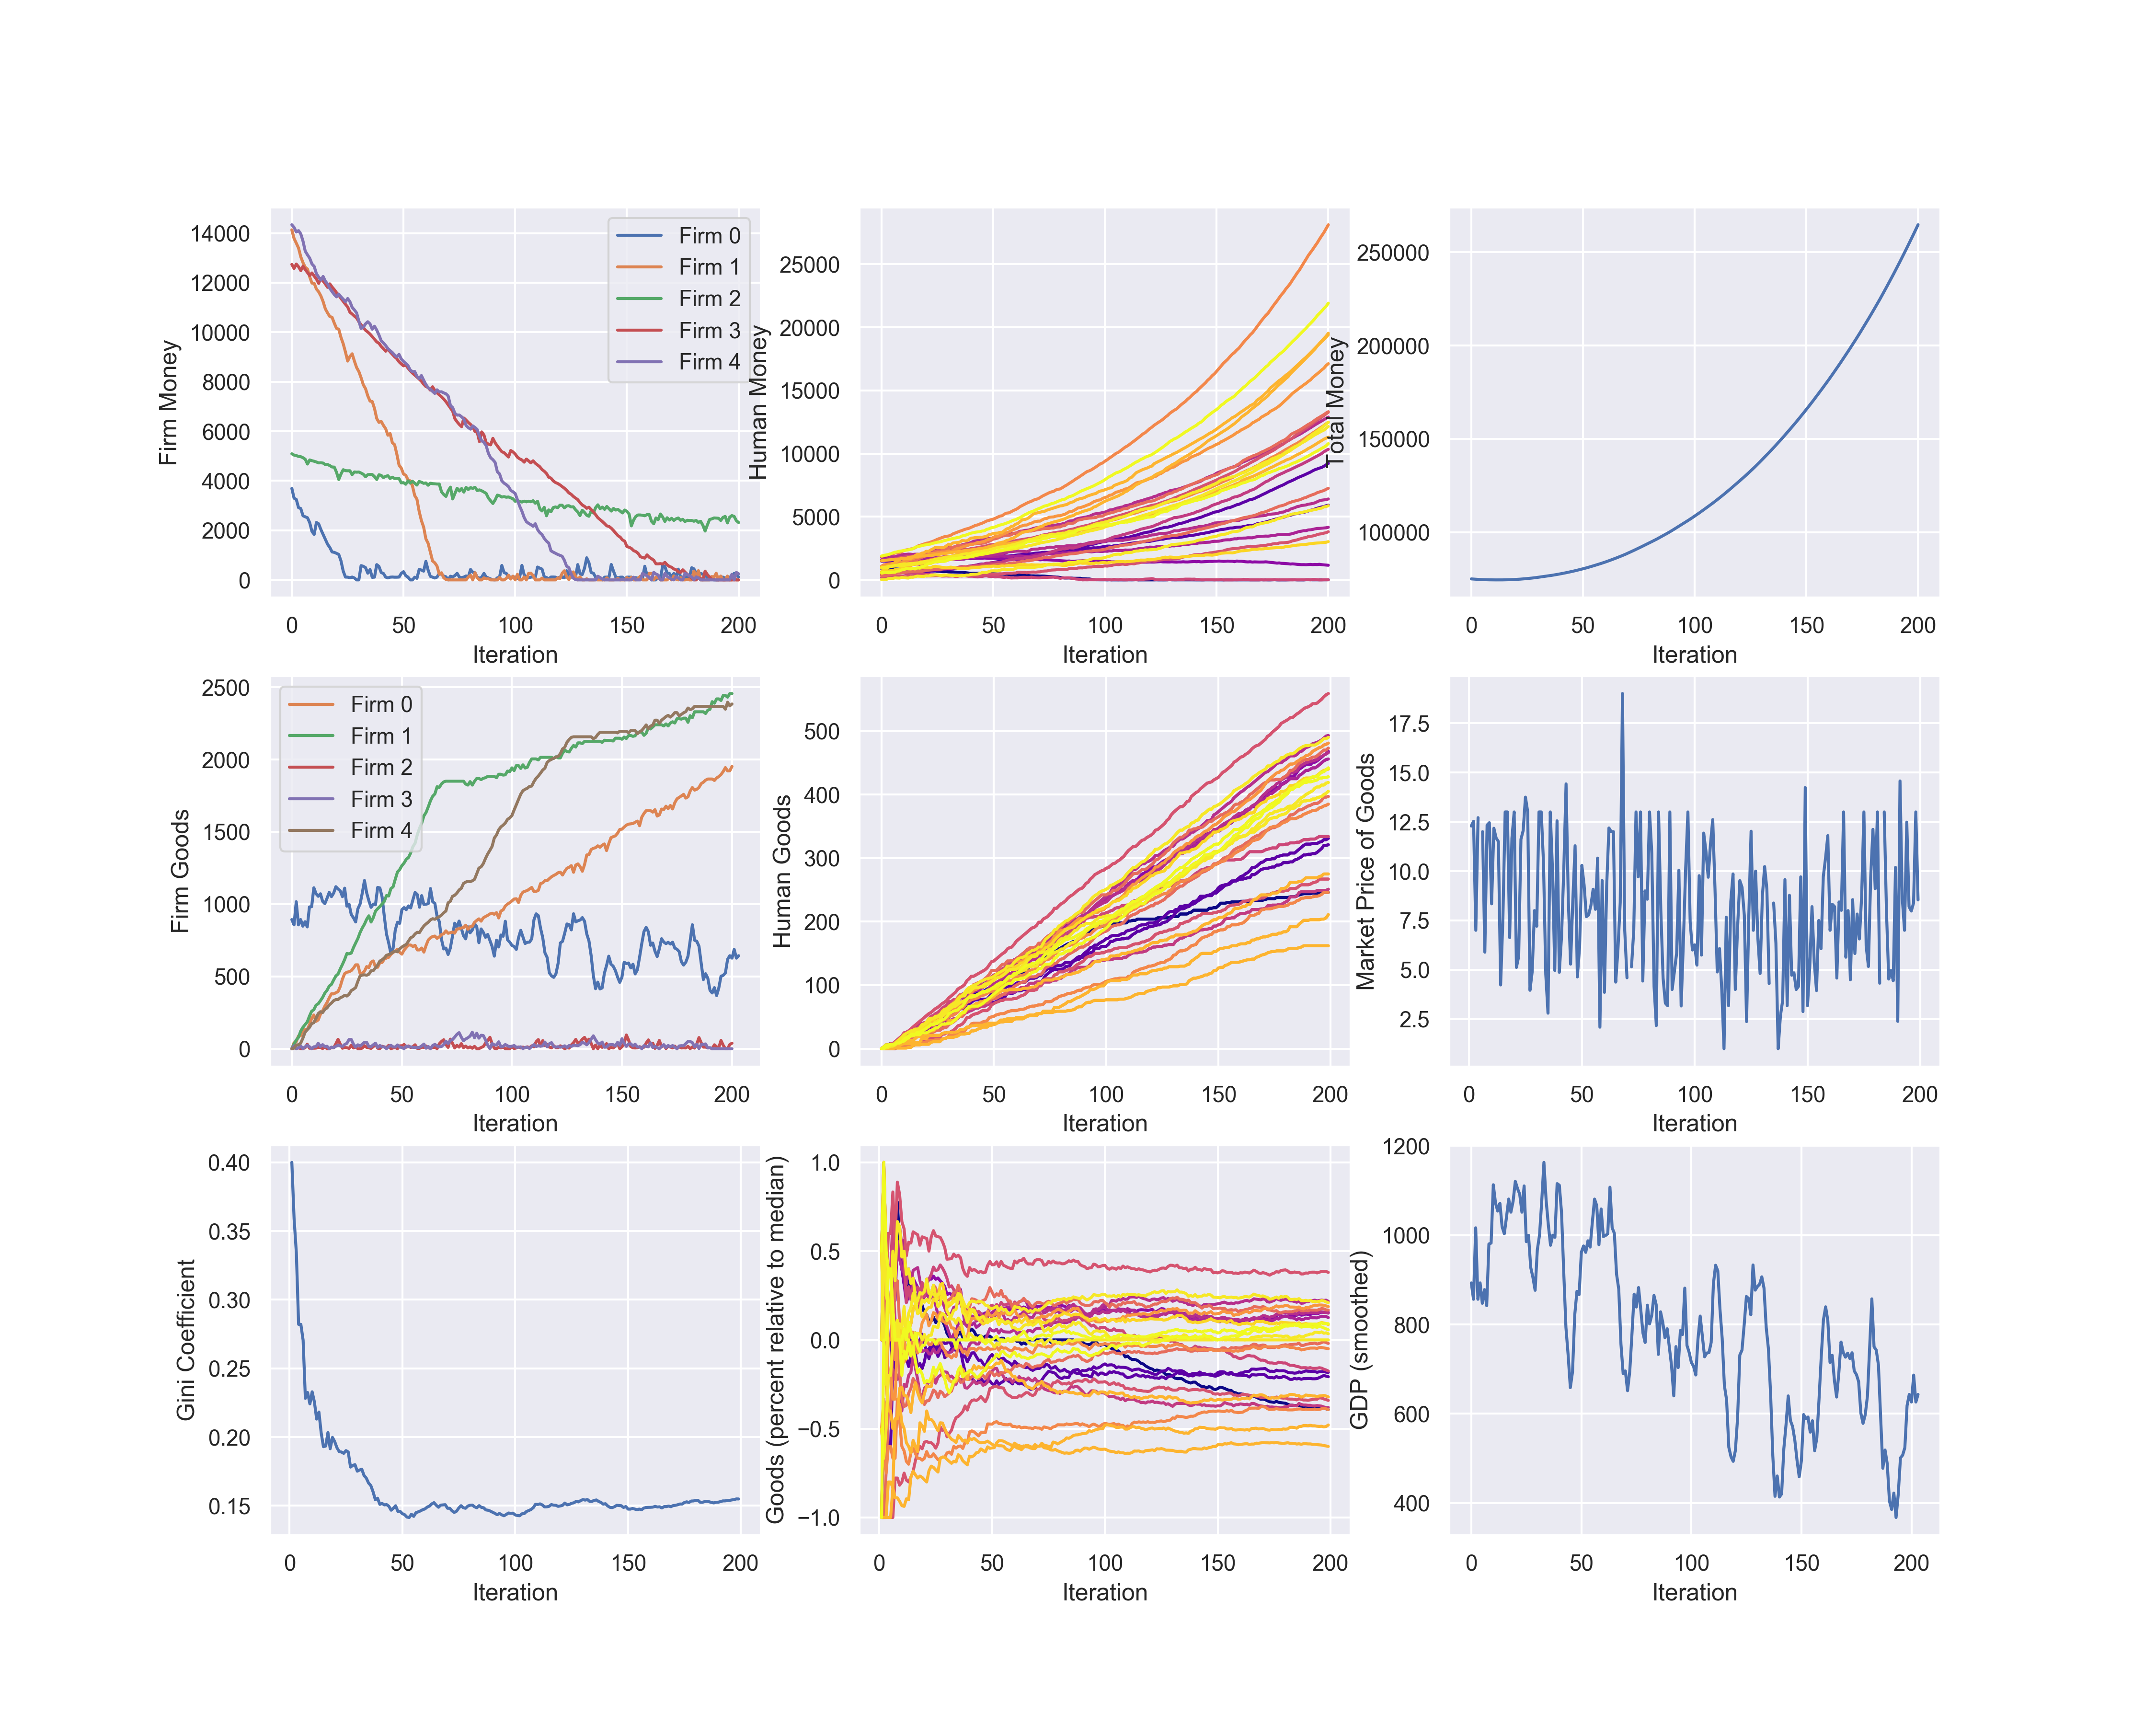 14000
12000
10000
8000
6000
4000
2000
0
Firm Money
Firm 0
Firm 1
Firm 2
Firm 3
Firm 4
0 50 100 150 200
Iteration
25000
20000
15000
10000
5000
0
Human Money
0 50 100 150 200
Iteration
250000
200000
150000
100000
Total Money
0 50 100 150 200
Iteration
2500
2000
1500
1000
500
0
Firm Goods
Firm 0
Firm 1
Firm 2
Firm 3
Firm 4
0 50 100 150 200
Iteration
500
400
300
200
100
0
Human Goods
0 50 100 150 200
Iteration
17.5
15.0
12.5
10.0
7.5
5.0
2.5
Market Price of Goods
0 50 100 150 200
Iteration
0.40
0.35
0.30
0.25
0.20
0.15
Gini Coefficient
0 50 100 150 200
Iteration
1.0
0.5
0.0
−0.5
−1.0
Goods (percent relative to median)
0 50 100 150 200
Iteration
1200
1000
800
600
400
GDP (smoothed)
0 50 100 150 200
Iteration